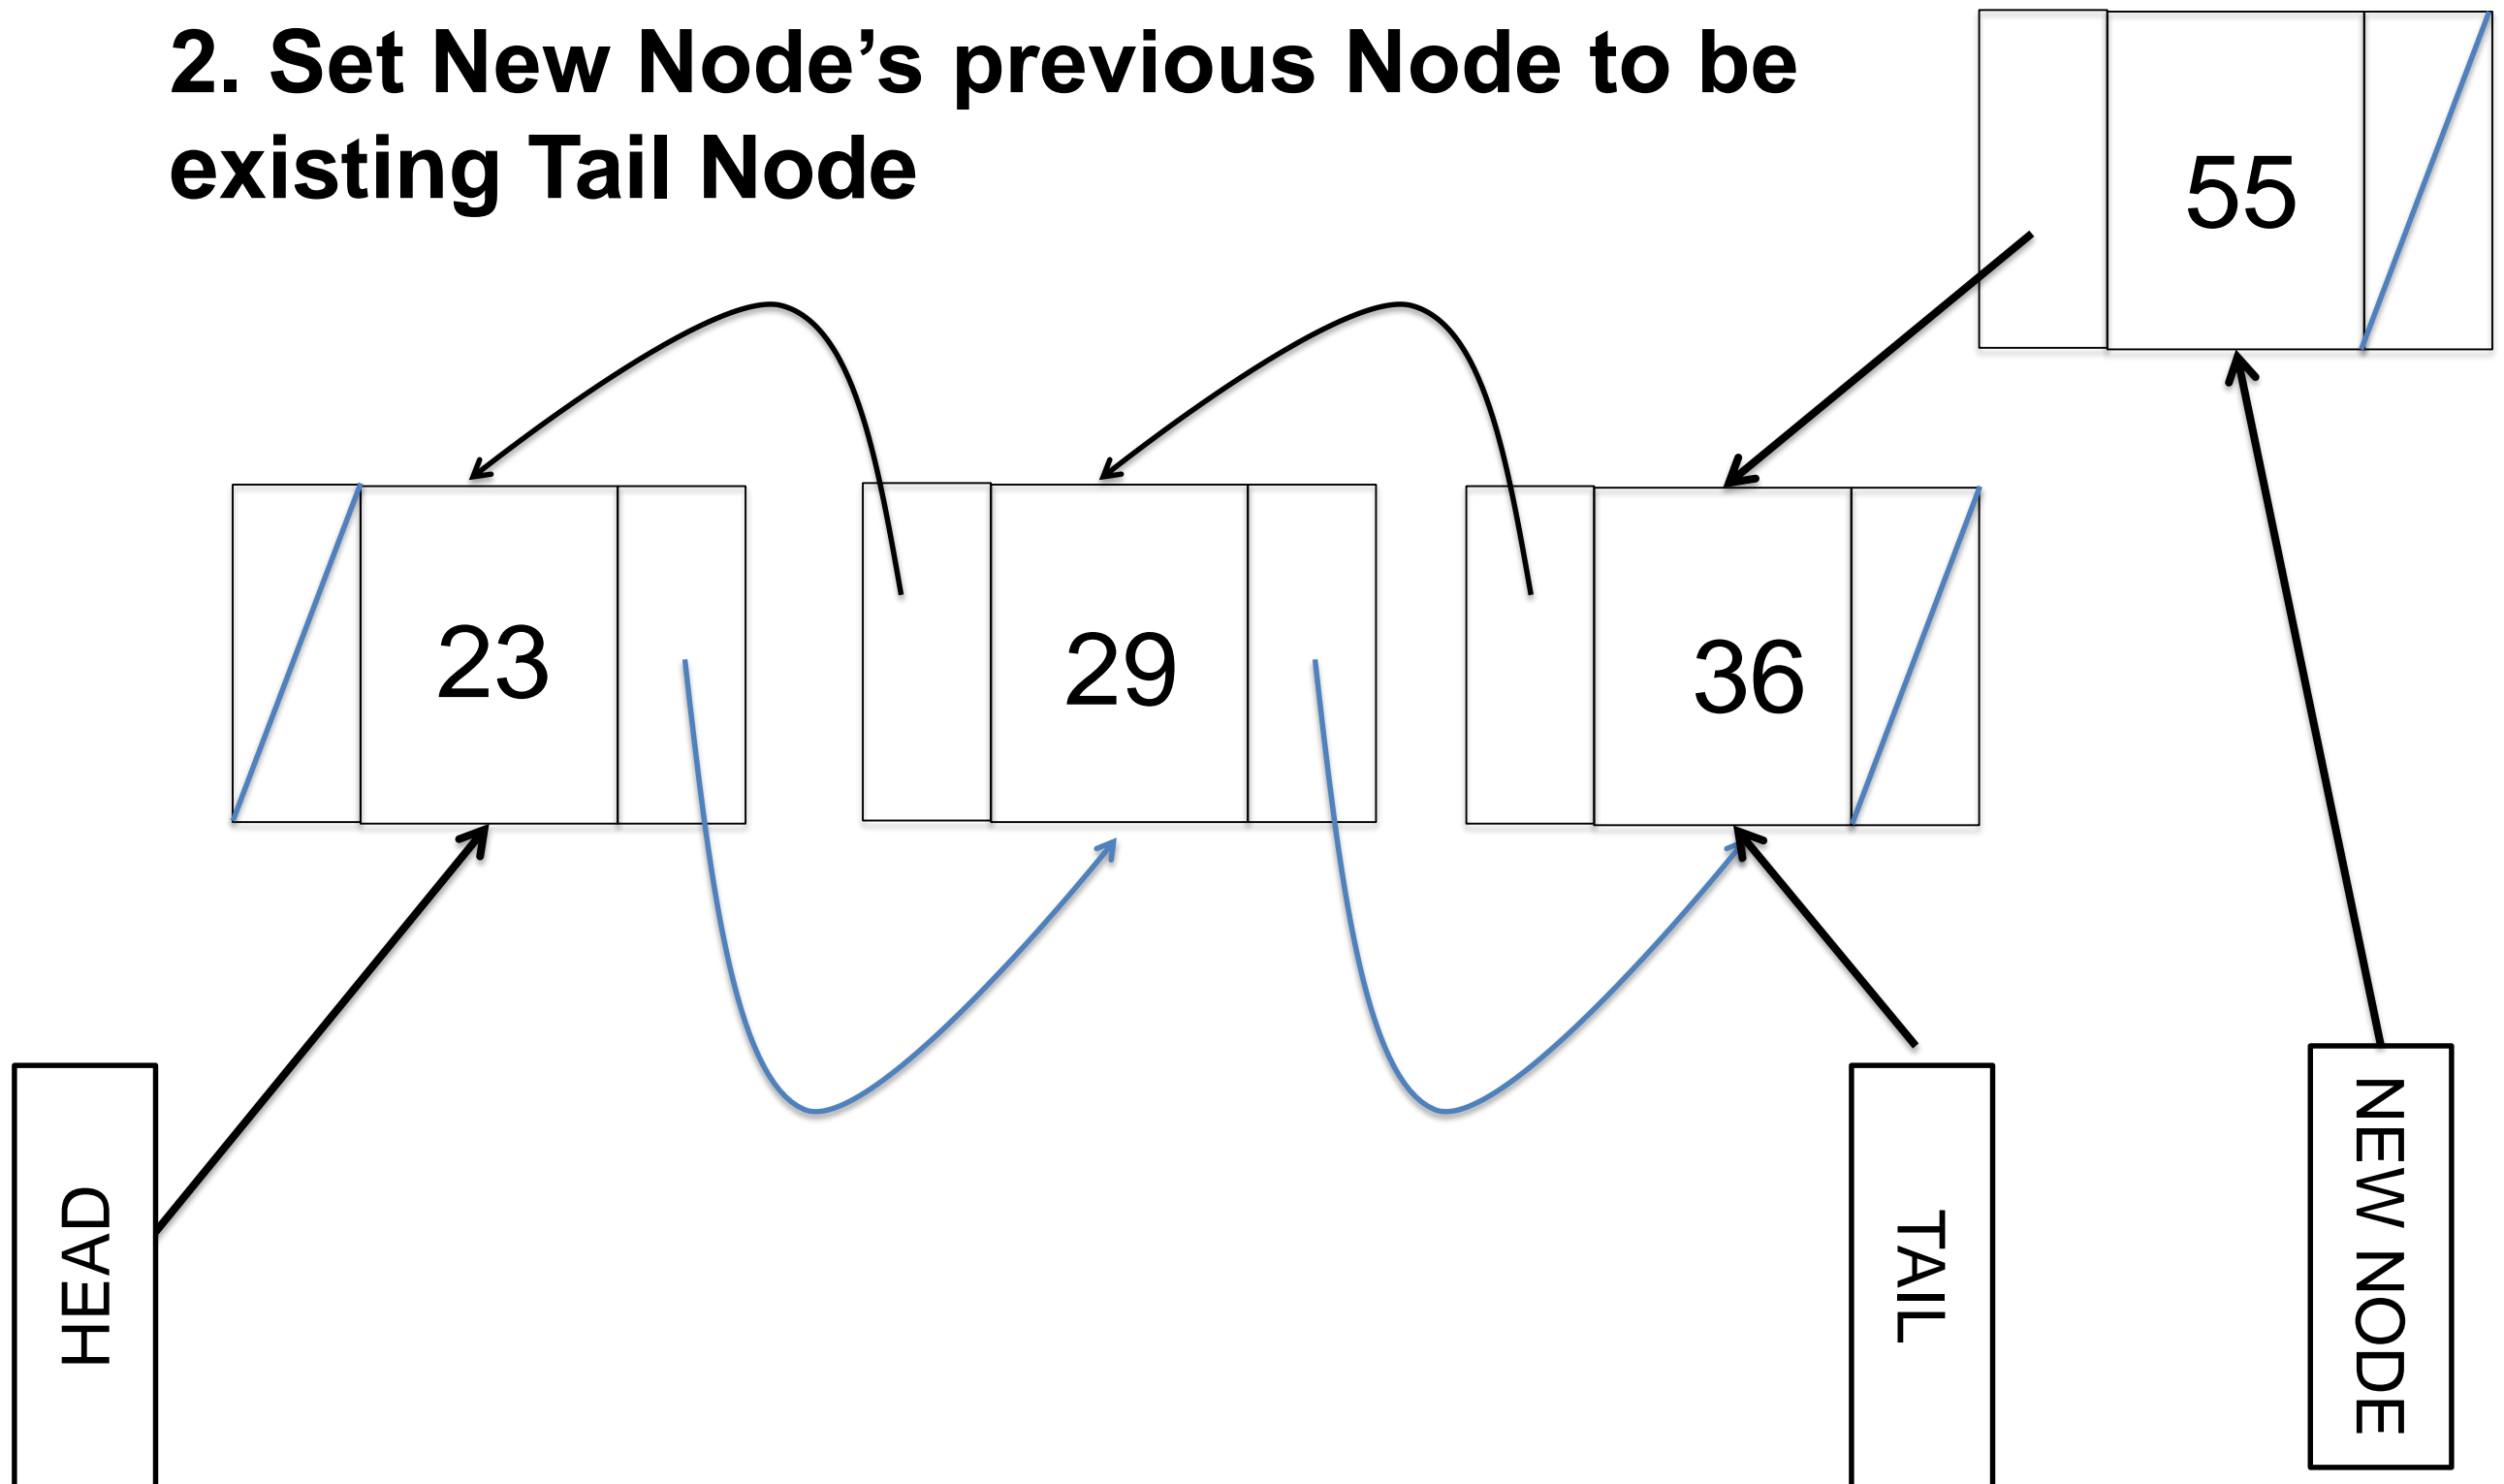 2. Set New Node’s previous Node to be
existing Tail Node
55
23
29
36
HEAD
TAIL
NEW NODE